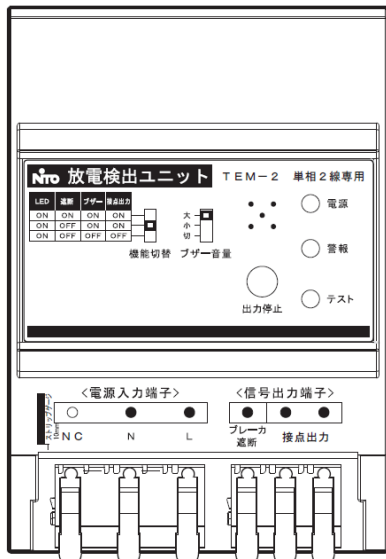 NITO 放電検出ユニット TEM-2 単相2線専用
LED 遮断 ブザー 接点出力
ON ON ON ON
ON OFF ON ON
ON OFF OFF OFF
機能切替
大
小
切
ブザー音量
出力停止
電源
警報
テスト
<電源入力端子> <信号出力端子>
ストリップゲージ
10mm
NC N L
ブレーカ
遮断
接点出力